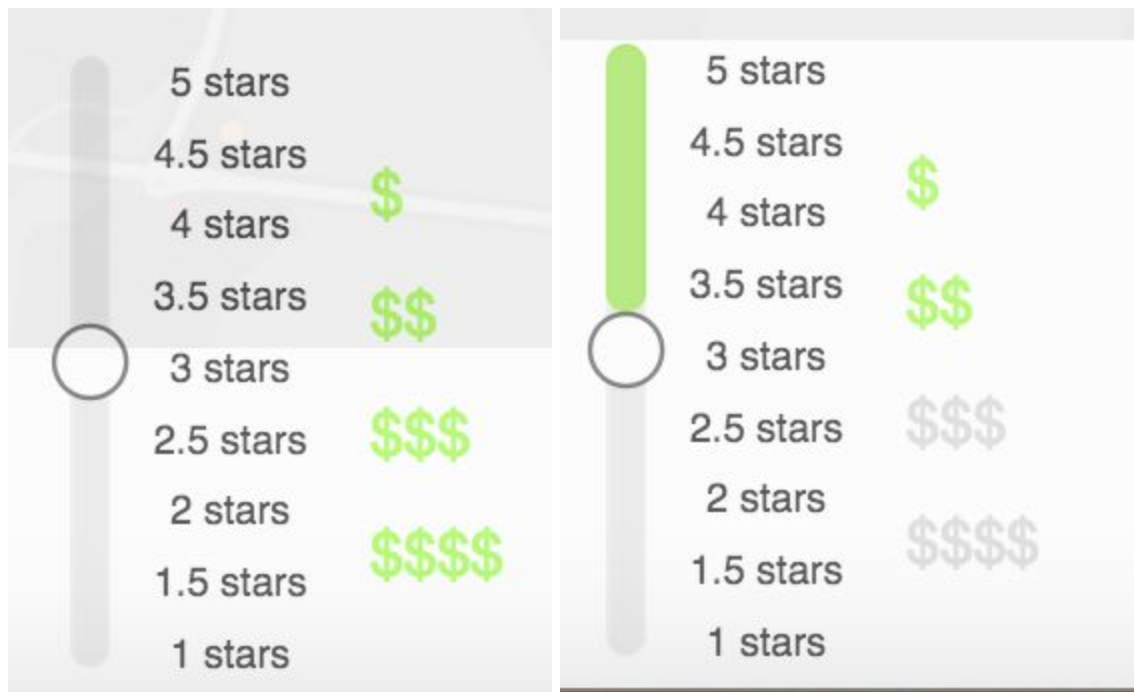 5 stars
4.5 stars
$
4 stars
3.5 stars
$$
3 stars
2.5 stars
$$$
2 stars
$$$$
1.5 stars
1 stars
5 stars
4.5 stars
$
4 stars
3.5 stars
$$
3 stars
2.5 stars
$$$
2 stars
$$$$
1.5 stars
1 stars